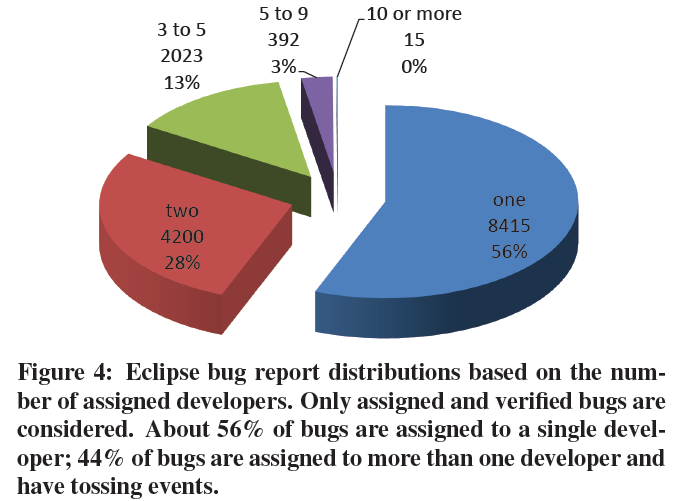 3 to 5
2023
13%
5 to 9
392
3%
10 or more
15
0%
one
8415
56%
two
4200
28%
Figure 4: Eclipse bug report distributions based on the num-
ber of assigned developers. Only assigned and verified bugs are
considered. About 56% of bugs are assigned to a single devel-
oper; 44% of bugs are assigned to more than one developer and
have tossing events.